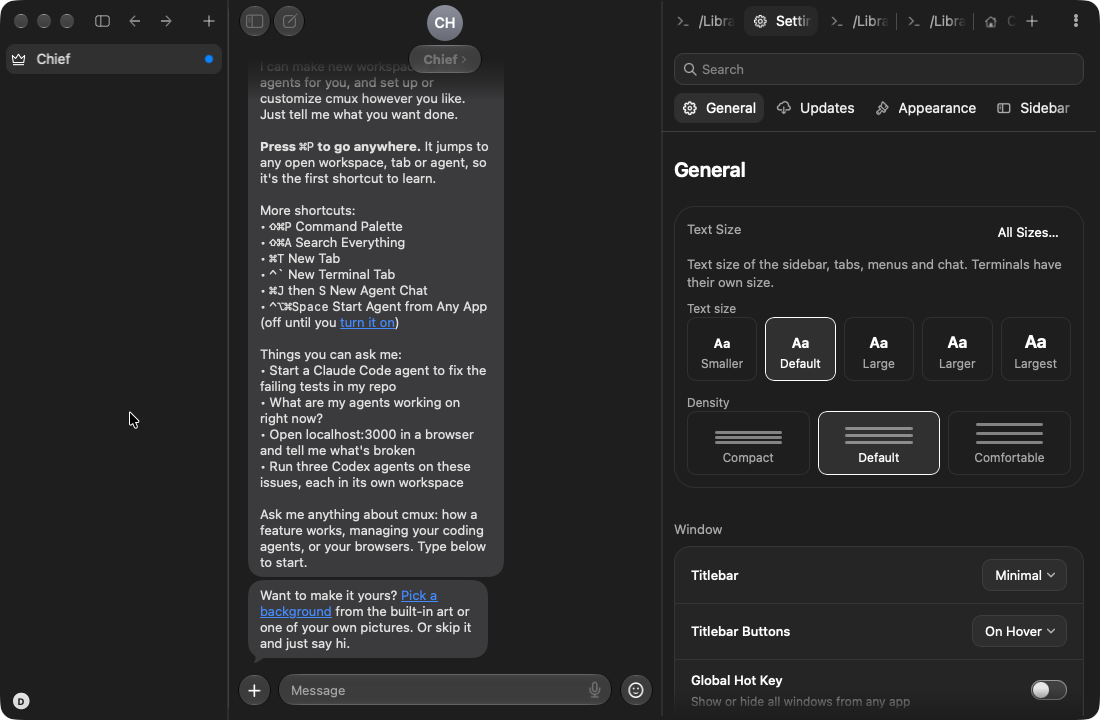 Chief
D
CH
Chief
I can make new workspac
agents for you, and set up or
customize cmux however you like.
Just tell me what you want done.
Press ⌘P to go anywhere. It jumps to
any open workspace, tab or agent, so
it's the first shortcut to learn.
More shortcuts:
• ⇧⌘P Command Palette
• ⇧⌘A Search Everything
• ⌘T New Tab
• ^` New Terminal Tab
• ⌘J then S New Agent Chat
• ^⌥⌘Space Start Agent from Any App
(off until you turn it on)
Things you can ask me:
• Start a Claude Code agent to fix the
failing tests in my repo
• What are my agents working on
right now?
• Open localhost:3000 in a browser
and tell me what's broken
• Run three Codex agents on these
issues, each in its own workspace
Ask me anything about cmux: how a
feature works, managing your coding
agents, or your browsers. Type below
to start.
Want to make it yours? Pick a
background from the built-in art or
one of your own pictures. Or skip it
and just say hi.
Message
/Libra Settin /Libra /Libra C
Search
General Updates Appearance Sidebar
General
Text Size All Sizes...
Text size of the sidebar, tabs, menus and chat. Terminals have
their own size.
Text size
Aa Aa Aa Aa Aa
Smaller Default Large Larger Largest
Density
Compact Default Comfortable
Window
Titlebar Minimal
Titlebar Buttons On Hover
Global Hot Key
Show or hide all windows from any app